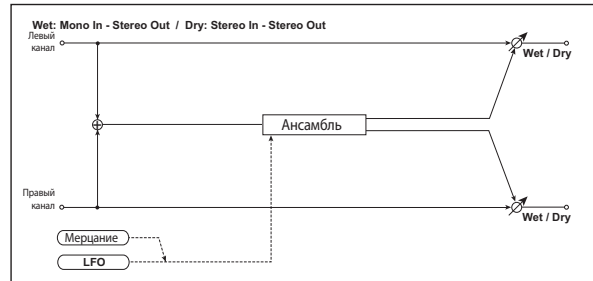 Wet: Mono In - Stereo Out / Dry: Stereo In - Stereo Out
Левый
канал
Wet / Dry
Ансамбль
Правый
канал
Wet / Dry
Мерцание
LFO